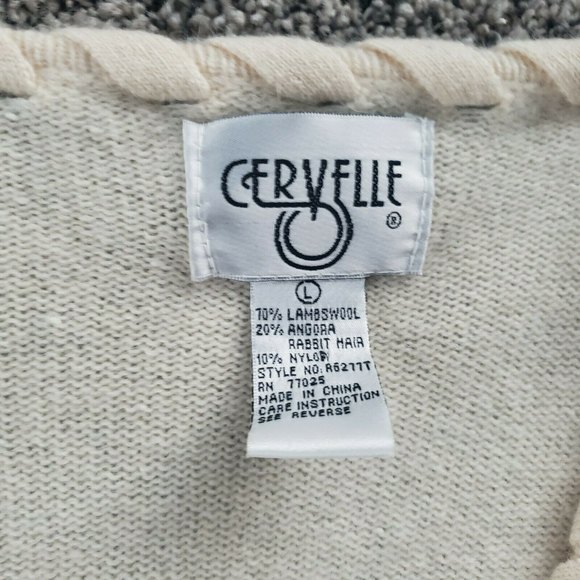 CERVELLE
®
L
70% LAMBSWOOL
20% ANGORA
RABBIT HAIR
10% NYLON
STYLE NO: R6277T
RN 77025
MADE IN CHINA
CARE INSTRUCTION
SEE REVERSE